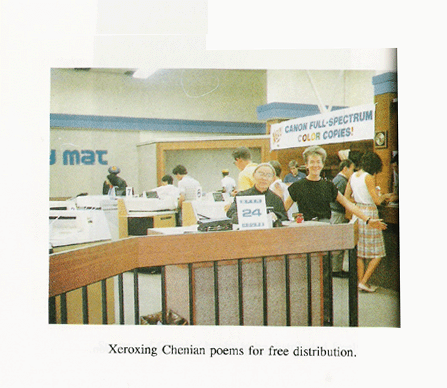 CANON FULL-SPECTRUM
COLOR COPIES!
mat
24
Xeroxing Chenian poems for free distribution.